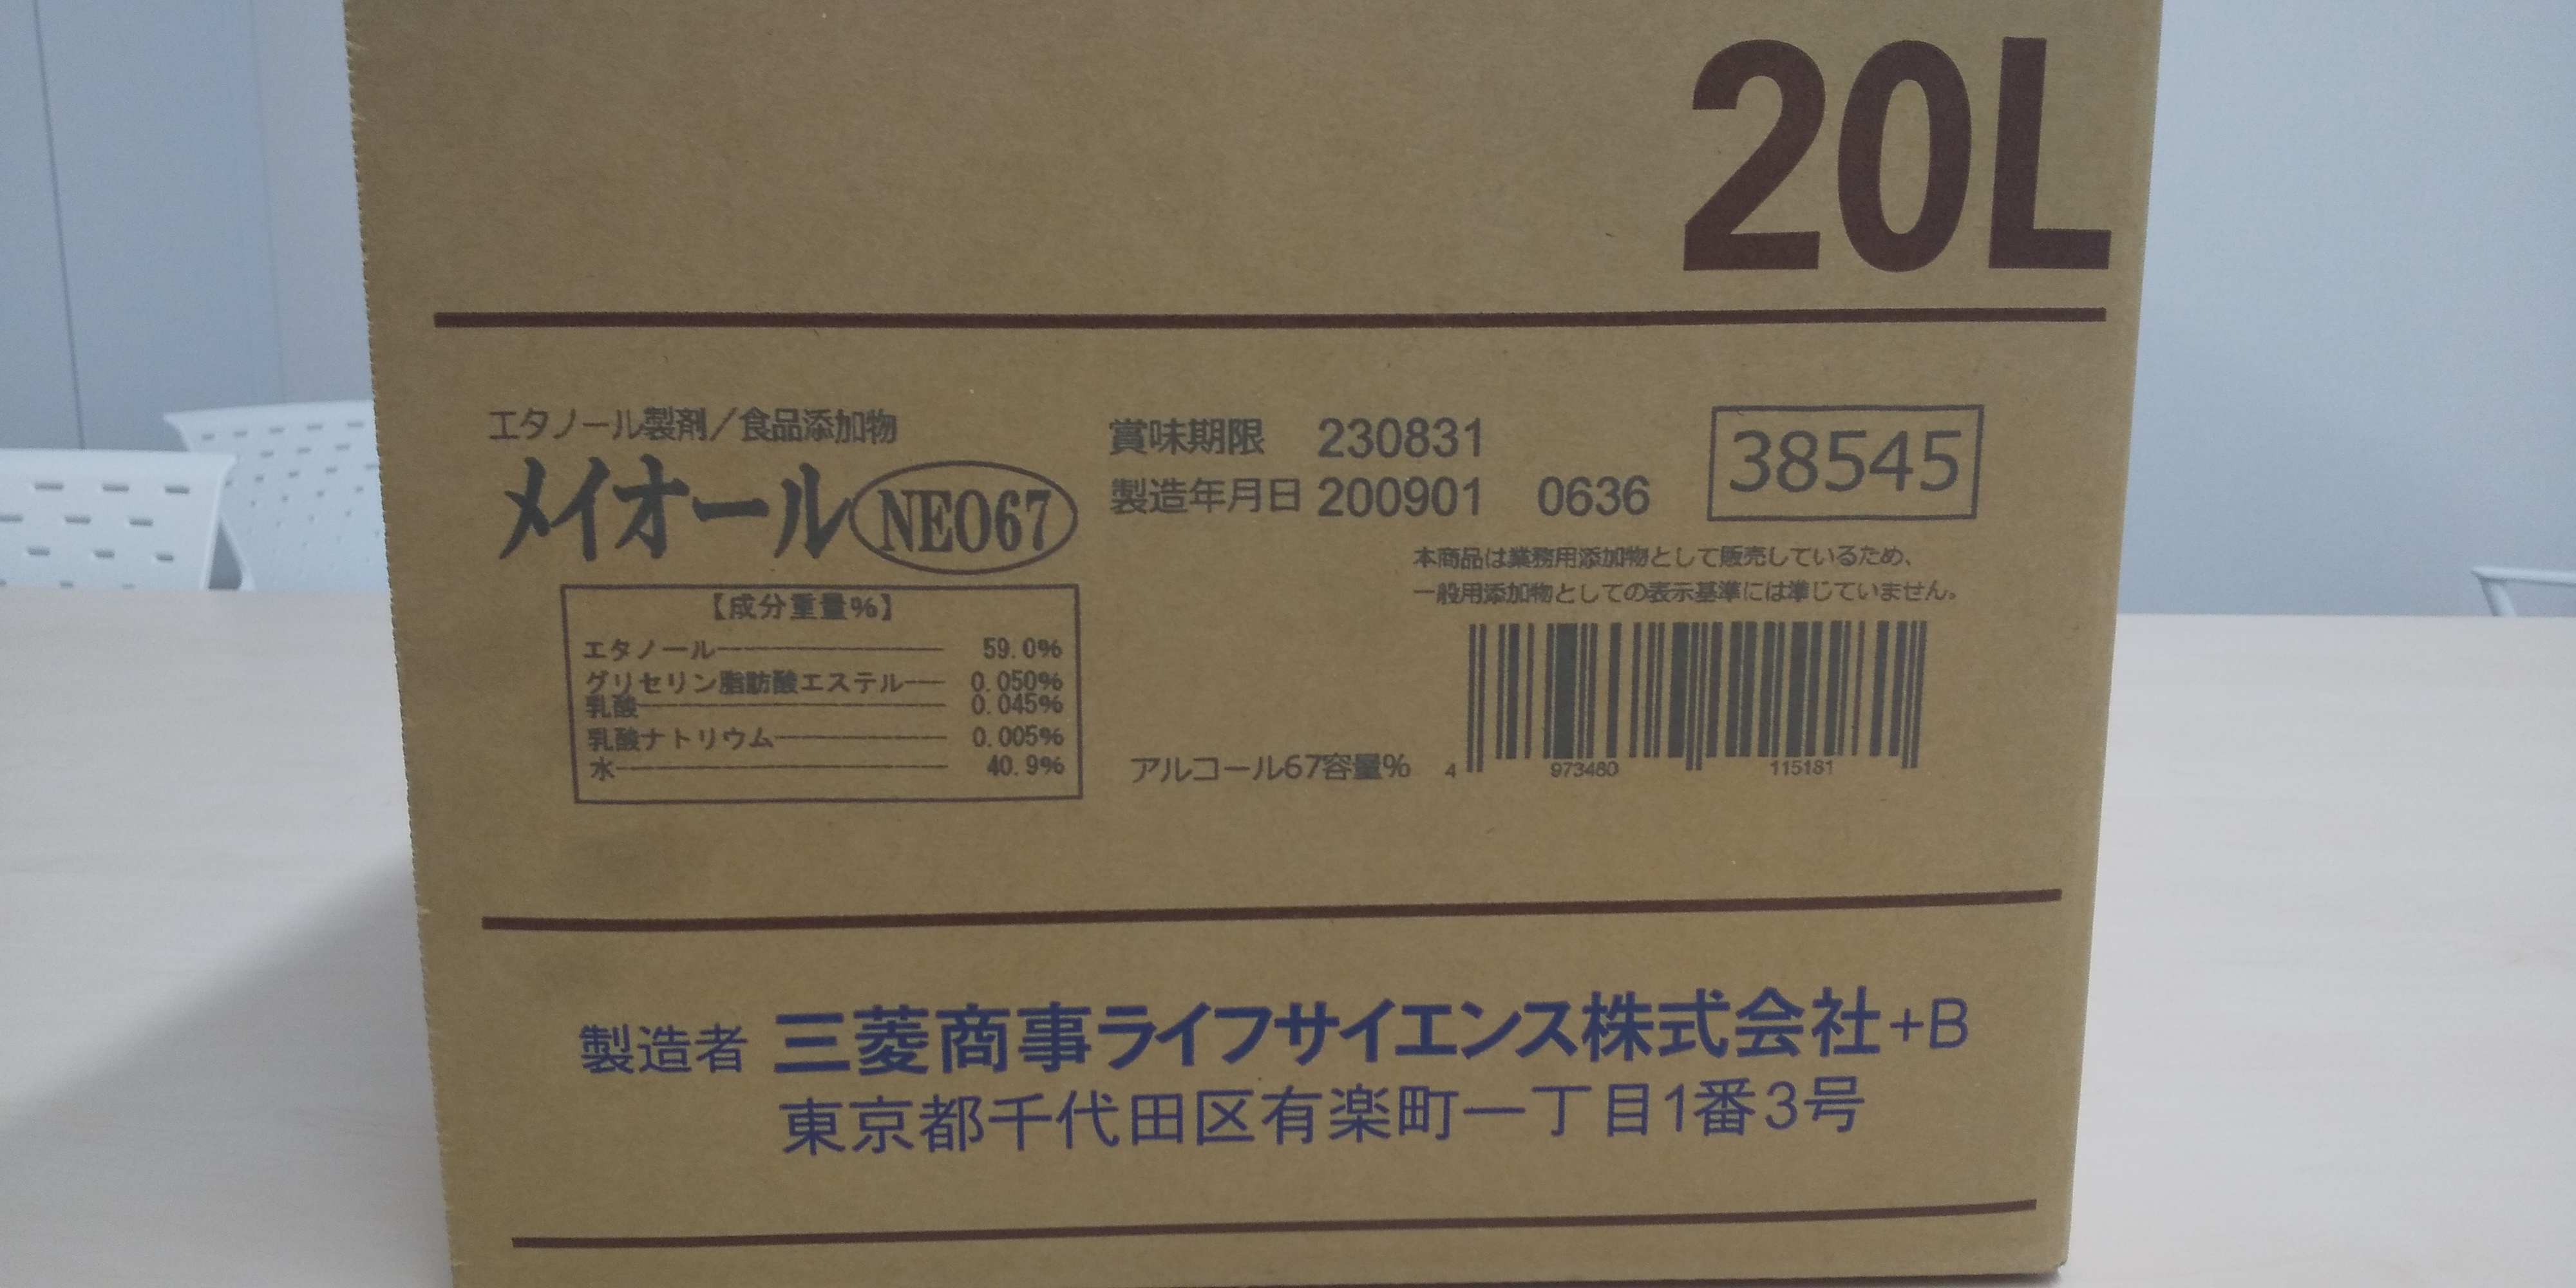 20L
エタノール製剤／食品添加物
メイオール NEO67
賞味期限 230831
製造年月日 200901 0636
38545
本商品は業務用添加物として販売しているため、
一般用添加物としての表示基準には準じていません。
【成分重量%】
エタノール 59.0%
グリセリン脂肪酸エステル 0.050%
乳酸 0.045%
乳酸ナトリウム 0.005%
水 40.9%
アルコール67容量%
4 973480 115181
製造者 三菱商事ライフサイエンス株式会社+B
東京都千代田区有楽町一丁目1番3号